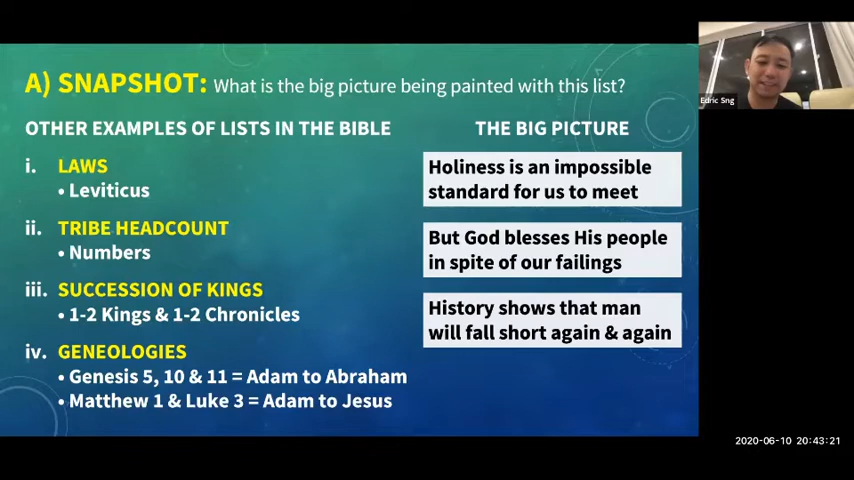 A) SNAPSHOT: What is the big picture being painted with this list?
OTHER EXAMPLES OF LISTS IN THE BIBLE
THE BIG PICTURE
i. LAWS
• Leviticus
ii. TRIBE HEADCOUNT
• Numbers
iii. SUCCESSION OF KINGS
• 1-2 Kings & 1-2 Chronicles
iv. GENEOLOGIES
• Genesis 5, 10 & 11 = Adam to Abraham
• Matthew 1 & Luke 3 = Adam to Jesus
Holiness is an impossible
standard for us to meet
But God blesses His people
in spite of our failings
History shows that man
will fall short again & again
Edric Sng
2020-06-10 20:43:21